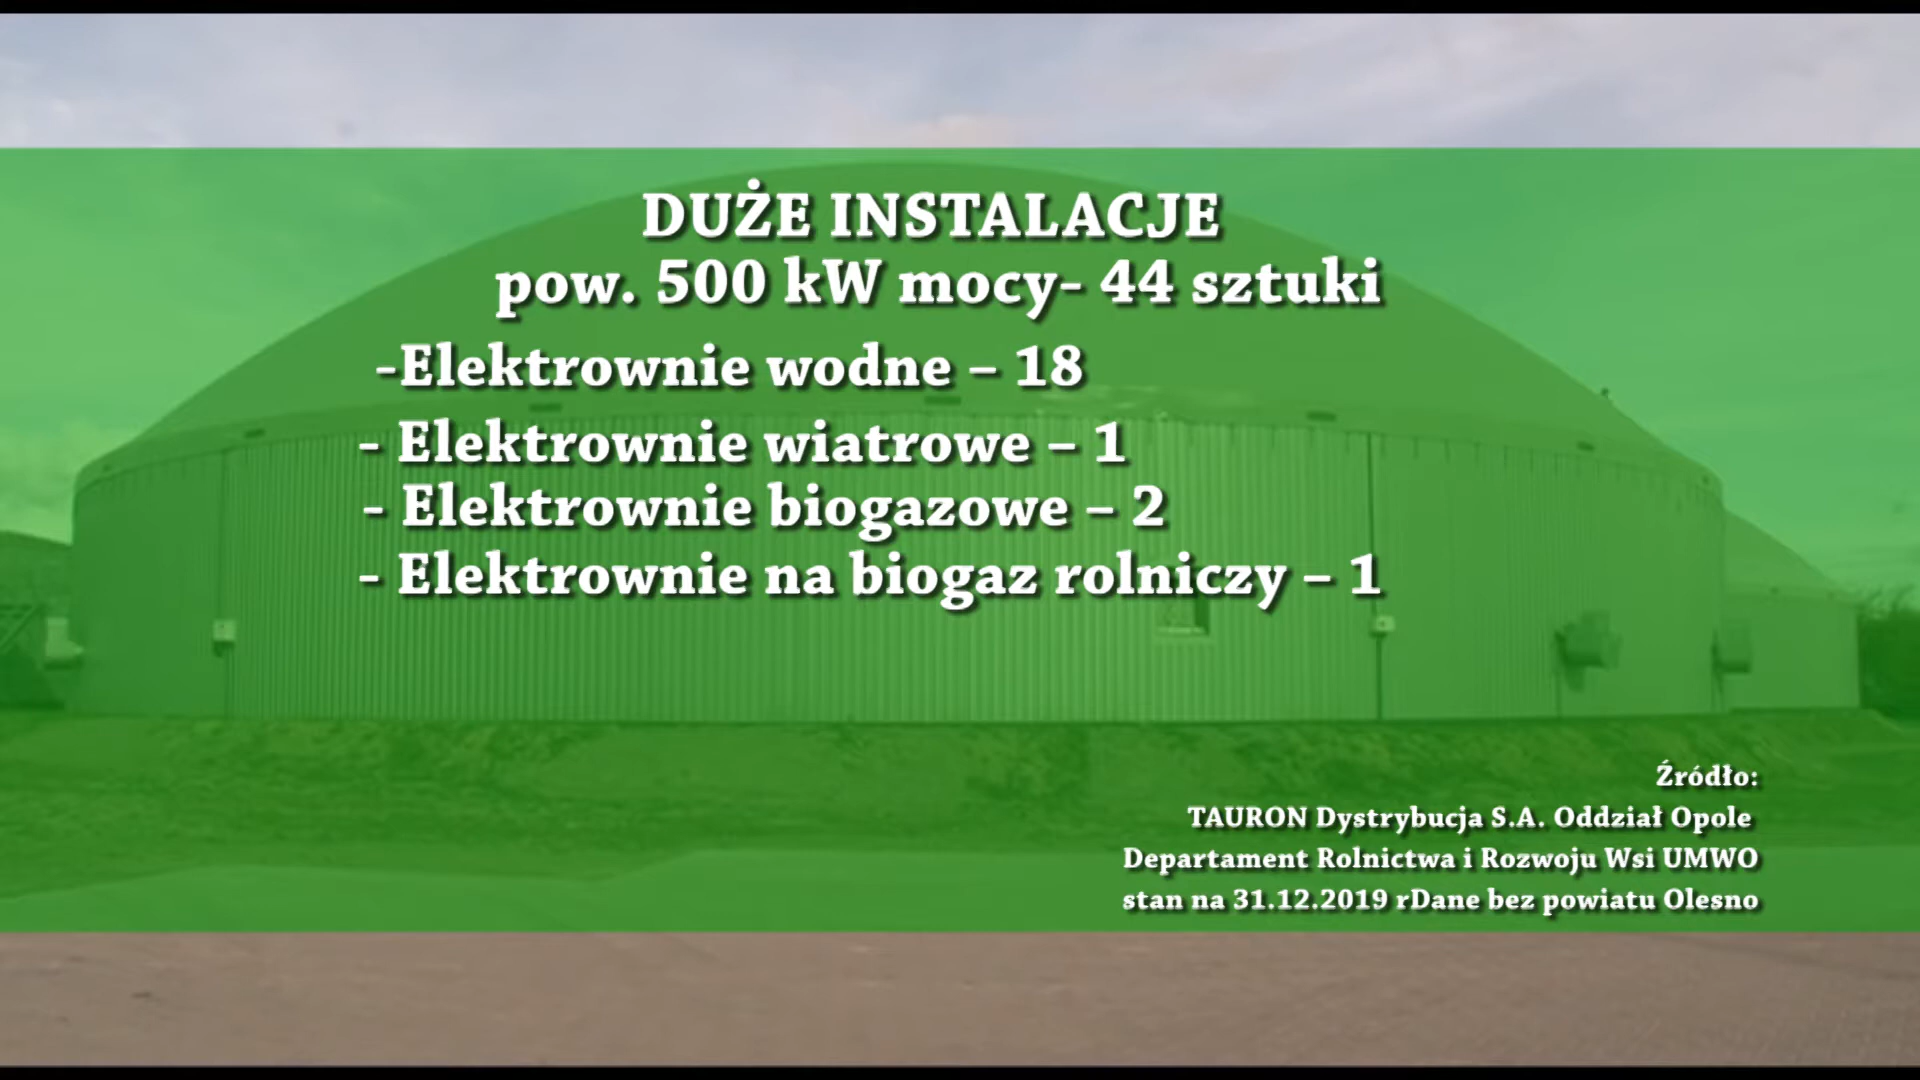 DUŻE INSTALACJE
pow. 500 kW mocy- 44 sztuki
-Elektrownie wodne – 18
- Elektrownie wiatrowe – 1
- Elektrownie biogazowe – 2
- Elektrownie na biogaz rolniczy – 1
Źródło:
TAURON Dystrybucja S.A. Oddział Opole
Departament Rolnictwa i Rozwoju Wsi UMWO
stan na 31.12.2019 rDane bez powiatu Olesno